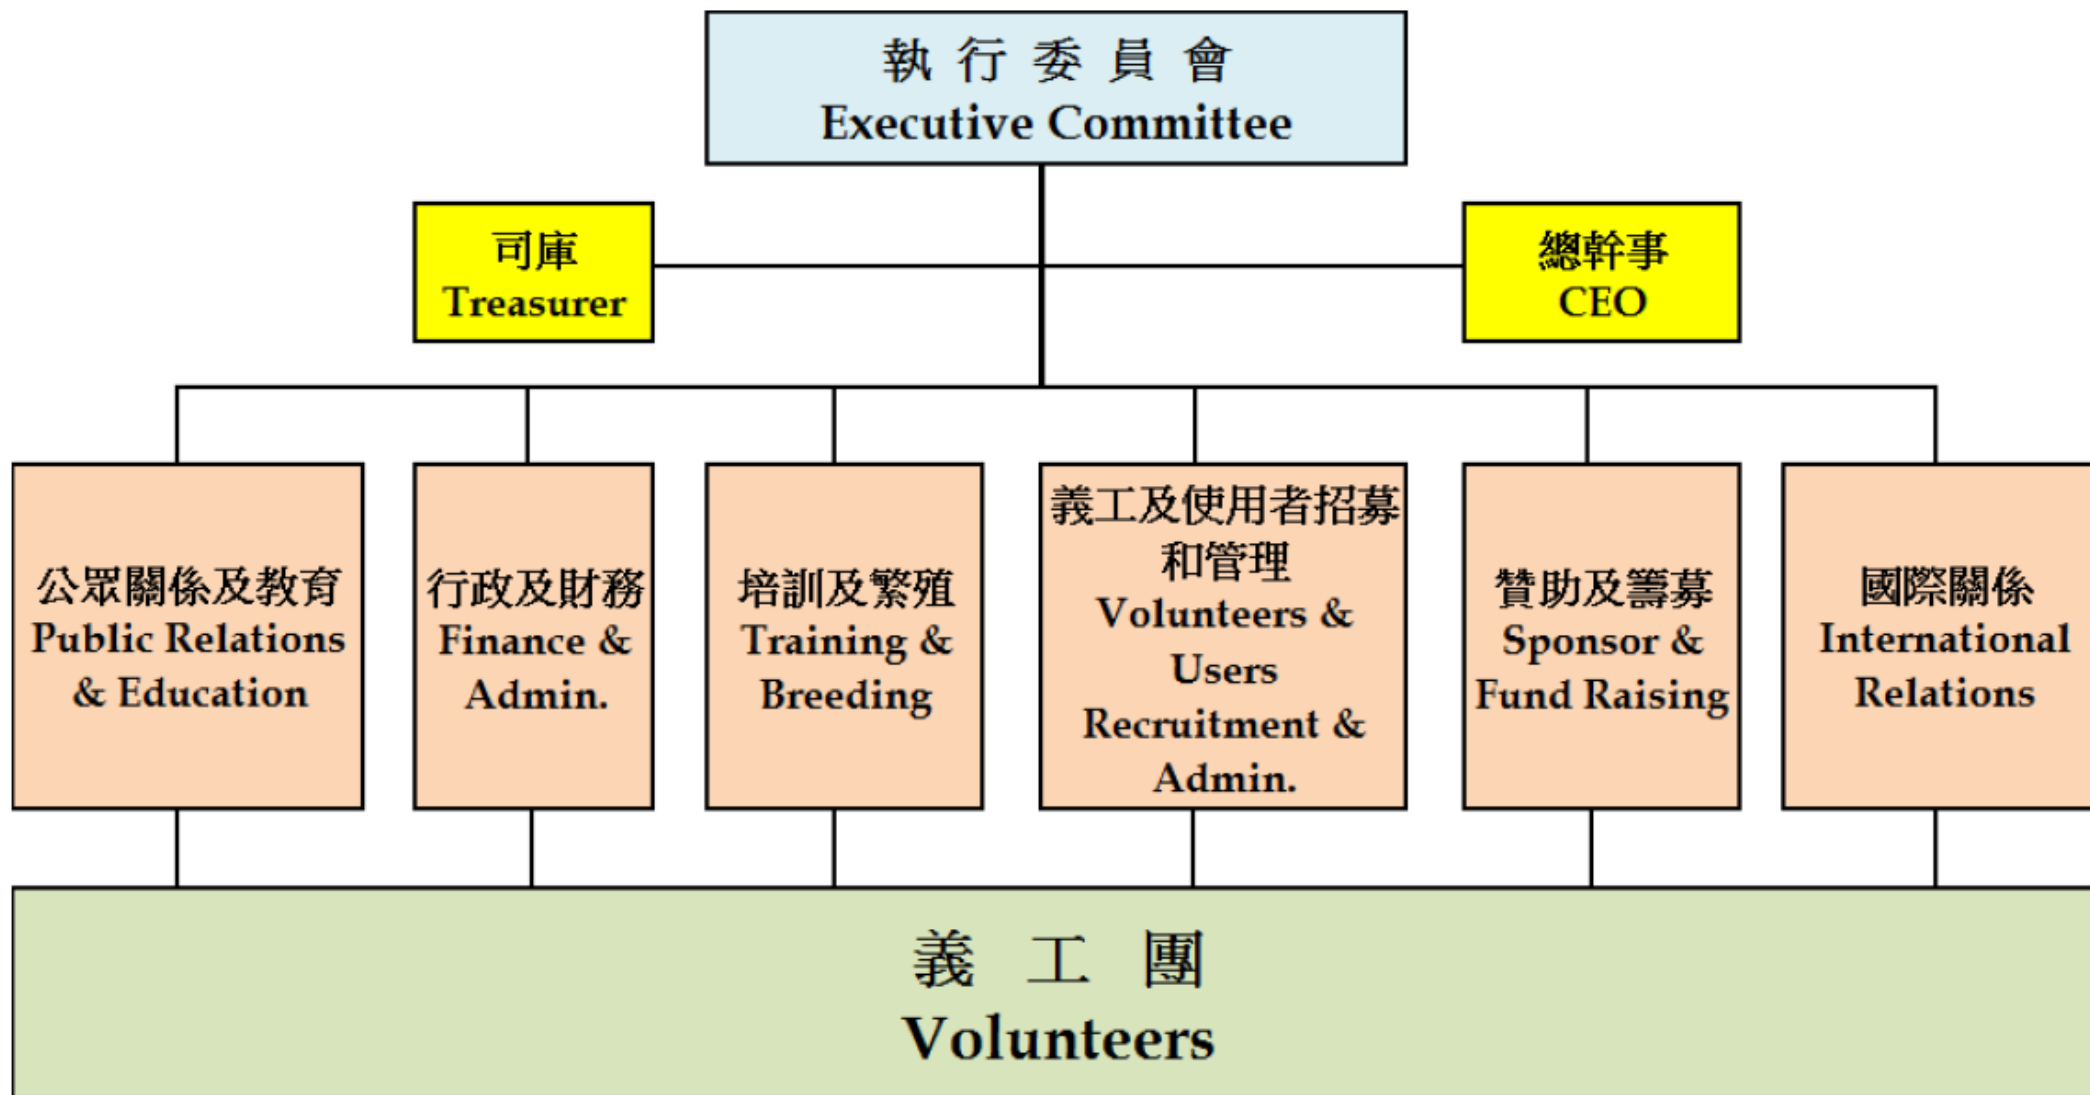 執 行 委 員 會
Executive Committee
司庫
Treasurer
總幹事
CEO
公眾關係及教育
Public Relations
& Education
行政及財務
Finance &
Admin.
培訓及繁殖
Training &
Breeding
義工及使用者招募
和管理
Volunteers &
Users
Recruitment &
Admin.
贊助及籌募
Sponsor &
Fund Raising
國際關係
International
Relations
義 工 團
Volunteers